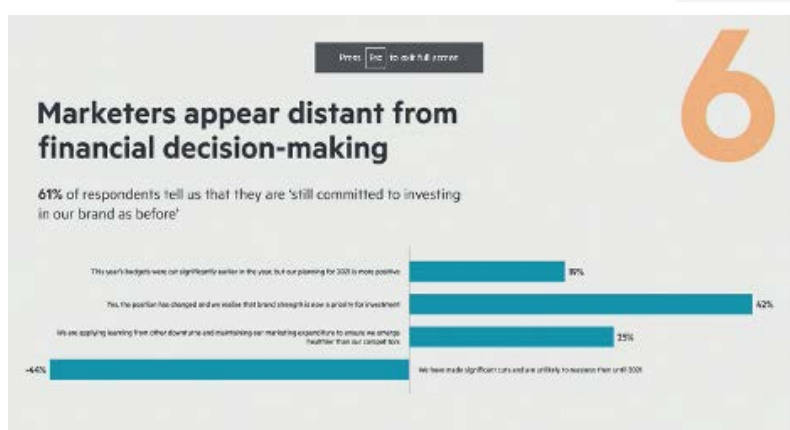 Press Esc to exit full screen
6
Marketers appear distant from
financial decision-making
61% of respondents tell us that they are 'still committed to investing
in our brand as before'
This year's budgets were cut significantly earlier in the year, but our planning for 2021 is more positive
19%
Yes, the position has changed and we realise that brand strength is now a priority for investment
42%
We are applying learning from other downturns and maintaining our marketing expenditure to ensure we emerge
healthier than our competitors
25%
-44%
We have made significant cuts and are unlikely to reassess them until 2021